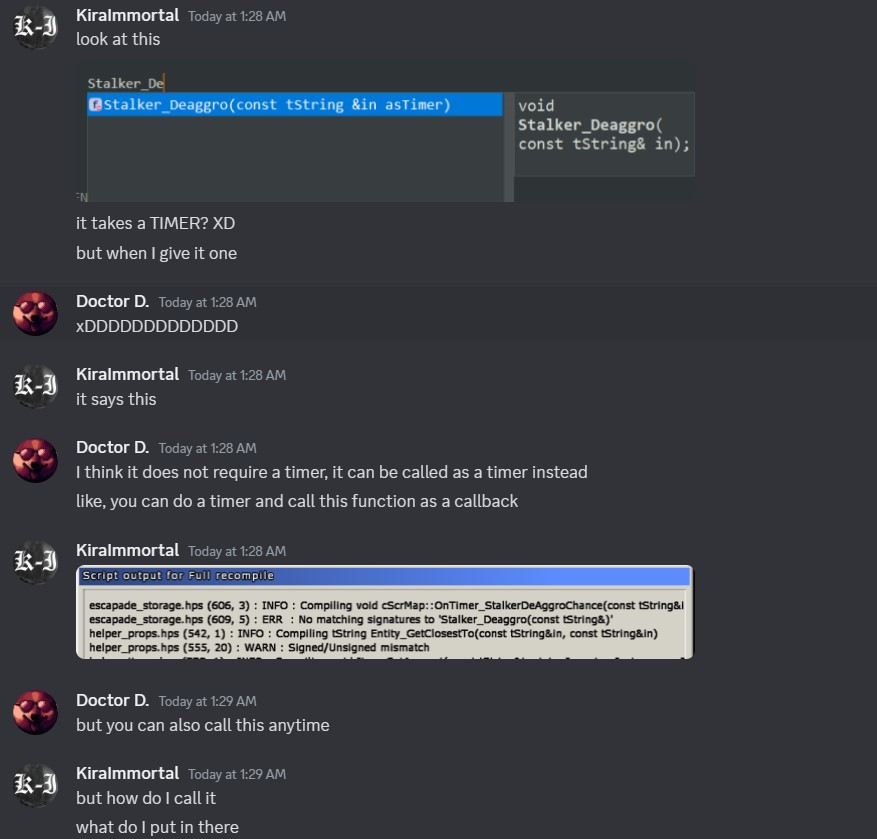 KiraImmortal Today at 1:28 AM
look at this
Stalker_De
Stalker_Deaggro(const tString &in asTimer)
void
Stalker_Deaggro(
const tString& in);
it takes a TIMER? XD
but when I give it one
Doctor D. Today at 1:28 AM
xDDDDDDDDDDDDD
KiraImmortal Today at 1:28 AM
it says this
Doctor D. Today at 1:28 AM
I think it does not require a timer, it can be called as a timer instead
like, you can do a timer and call this function as a callback
KiraImmortal Today at 1:28 AM
Script output for Full recompile
escapade_storage.hps (606, 3) : INFO : Compiling void cScrMap::OnTimer_StalkerDeAggroChance(const tString&i
escapade_storage.hps (609, 5) : ERR : No matching signatures to 'Stalker_Deaggro(const tString&)'
helper_props.hps (542, 1) : INFO : Compiling tString Entity_GetClosestTo(const tString&in, const tString&in)
helper_props.hps (555, 20) : WARN : Signed/Unsigned mismatch
Doctor D. Today at 1:29 AM
but you can also call this anytime
KiraImmortal Today at 1:29 AM
but how do I call it
what do I put in there